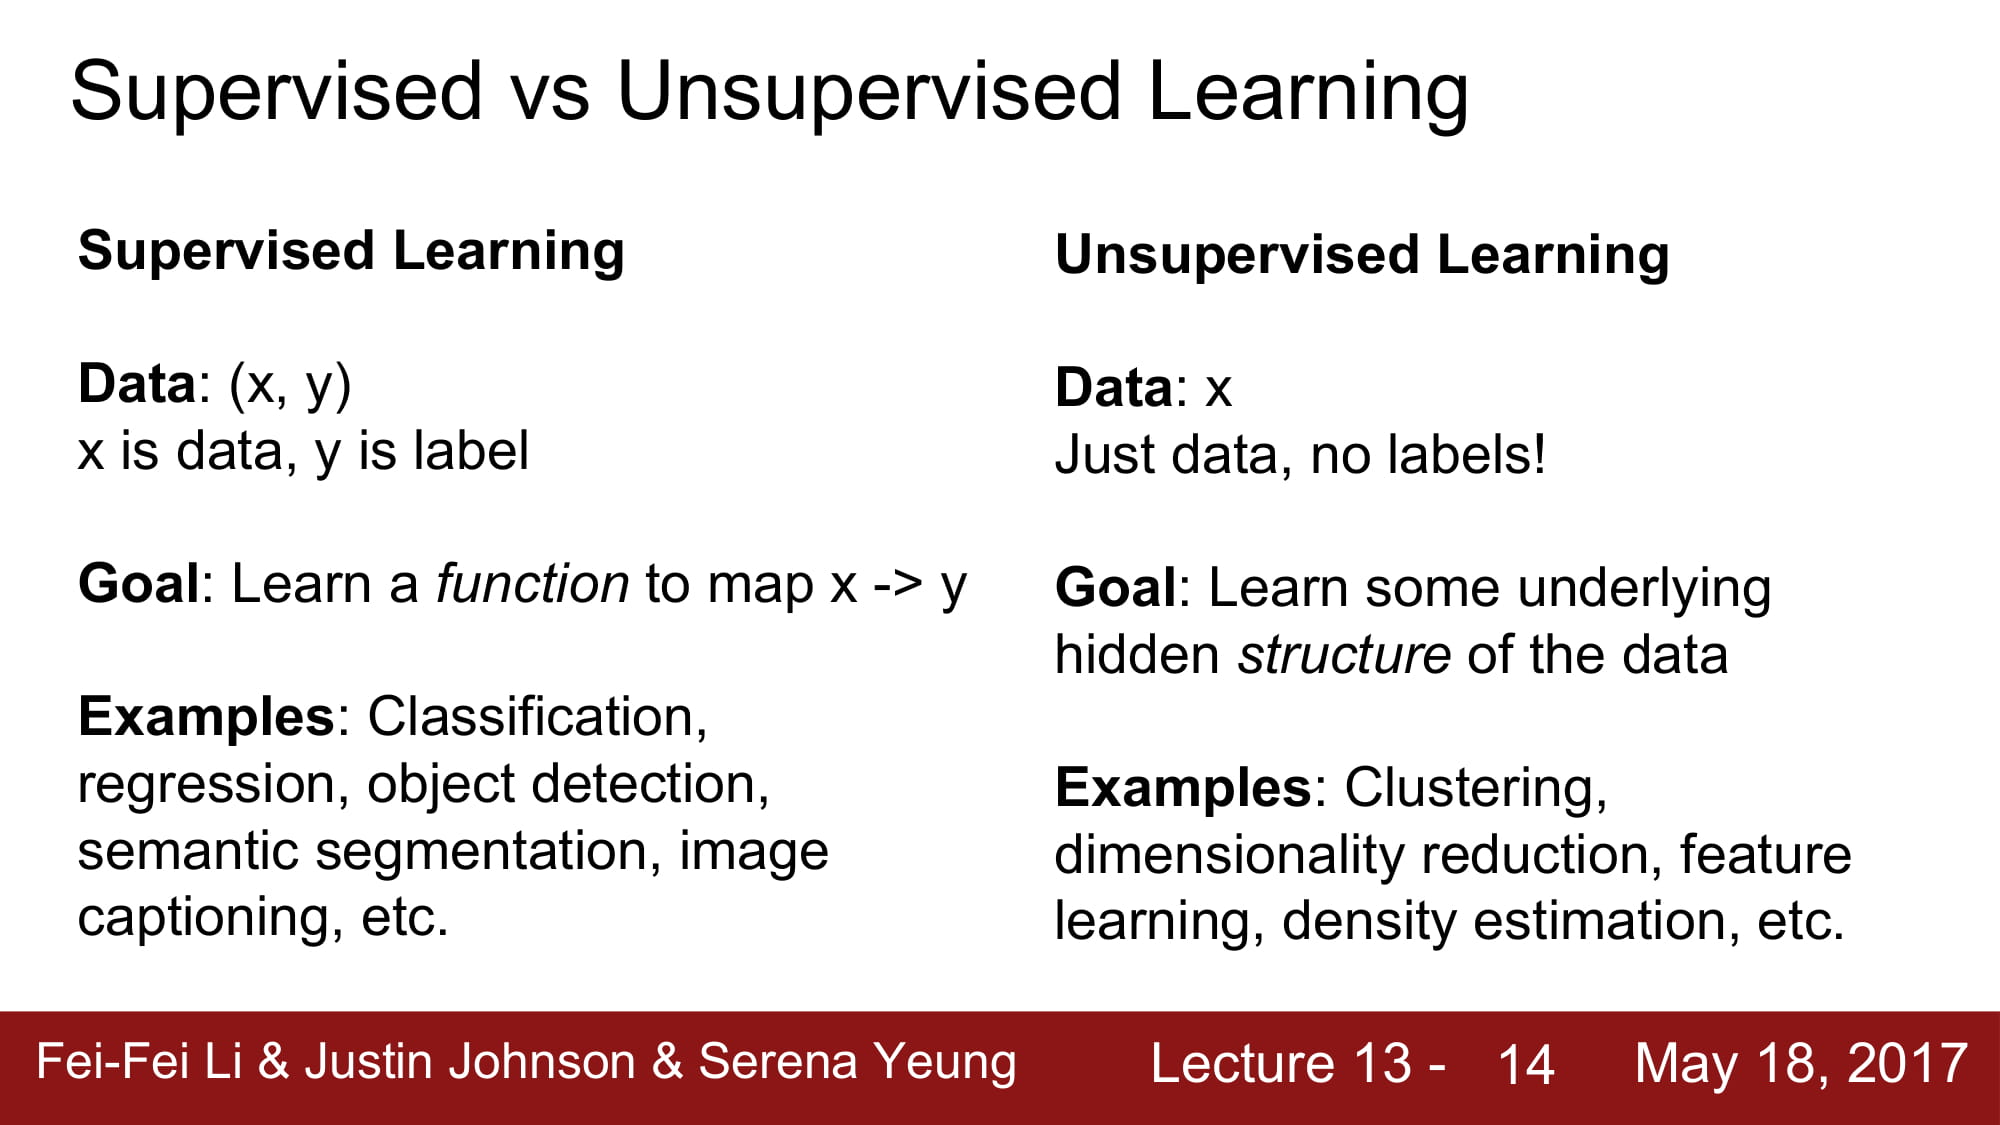 Supervised vs Unsupervised Learning
Supervised Learning
Data: (x, y)
x is data, y is label
Goal: Learn a function to map x -> y
Examples: Classification,
regression, object detection,
semantic segmentation, image
captioning, etc.
Unsupervised Learning
Data: x
Just data, no labels!
Goal: Learn some underlying
hidden structure of the data
Examples: Clustering,
dimensionality reduction, feature
learning, density estimation, etc.
Fei-Fei Li & Justin Johnson & Serena Yeung Lecture 13 - 14 May 18, 2017